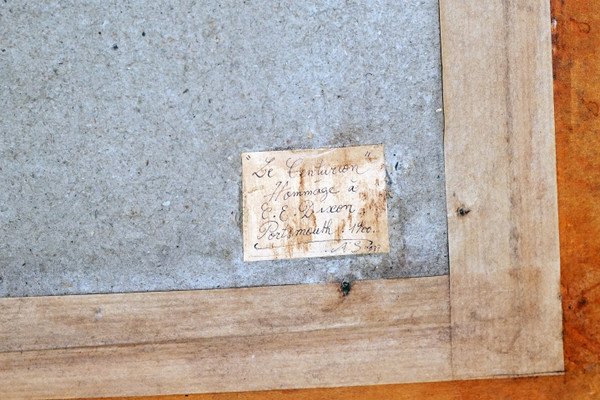 "Le Centurion"
Hommage à
E. E. Dixon.
Portsmouth. 1900.